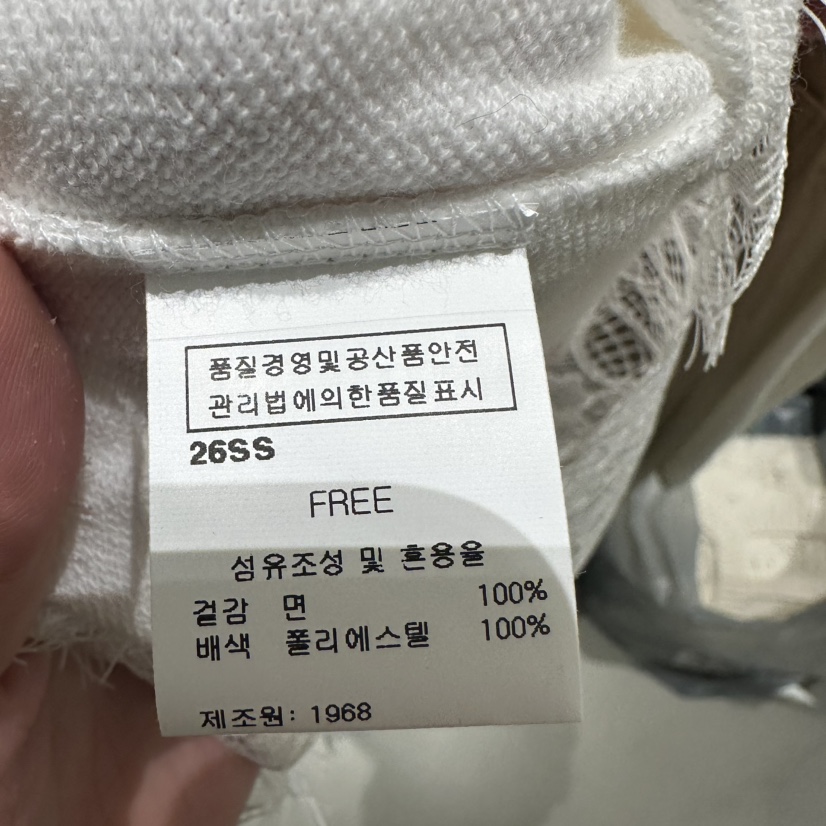 품질경영및공산품안전
관리법에의한품질표시
26SS
FREE
섬유조성 및 혼용율
겉감 면 100%
배색 폴리에스텔 100%
제조원: 1968